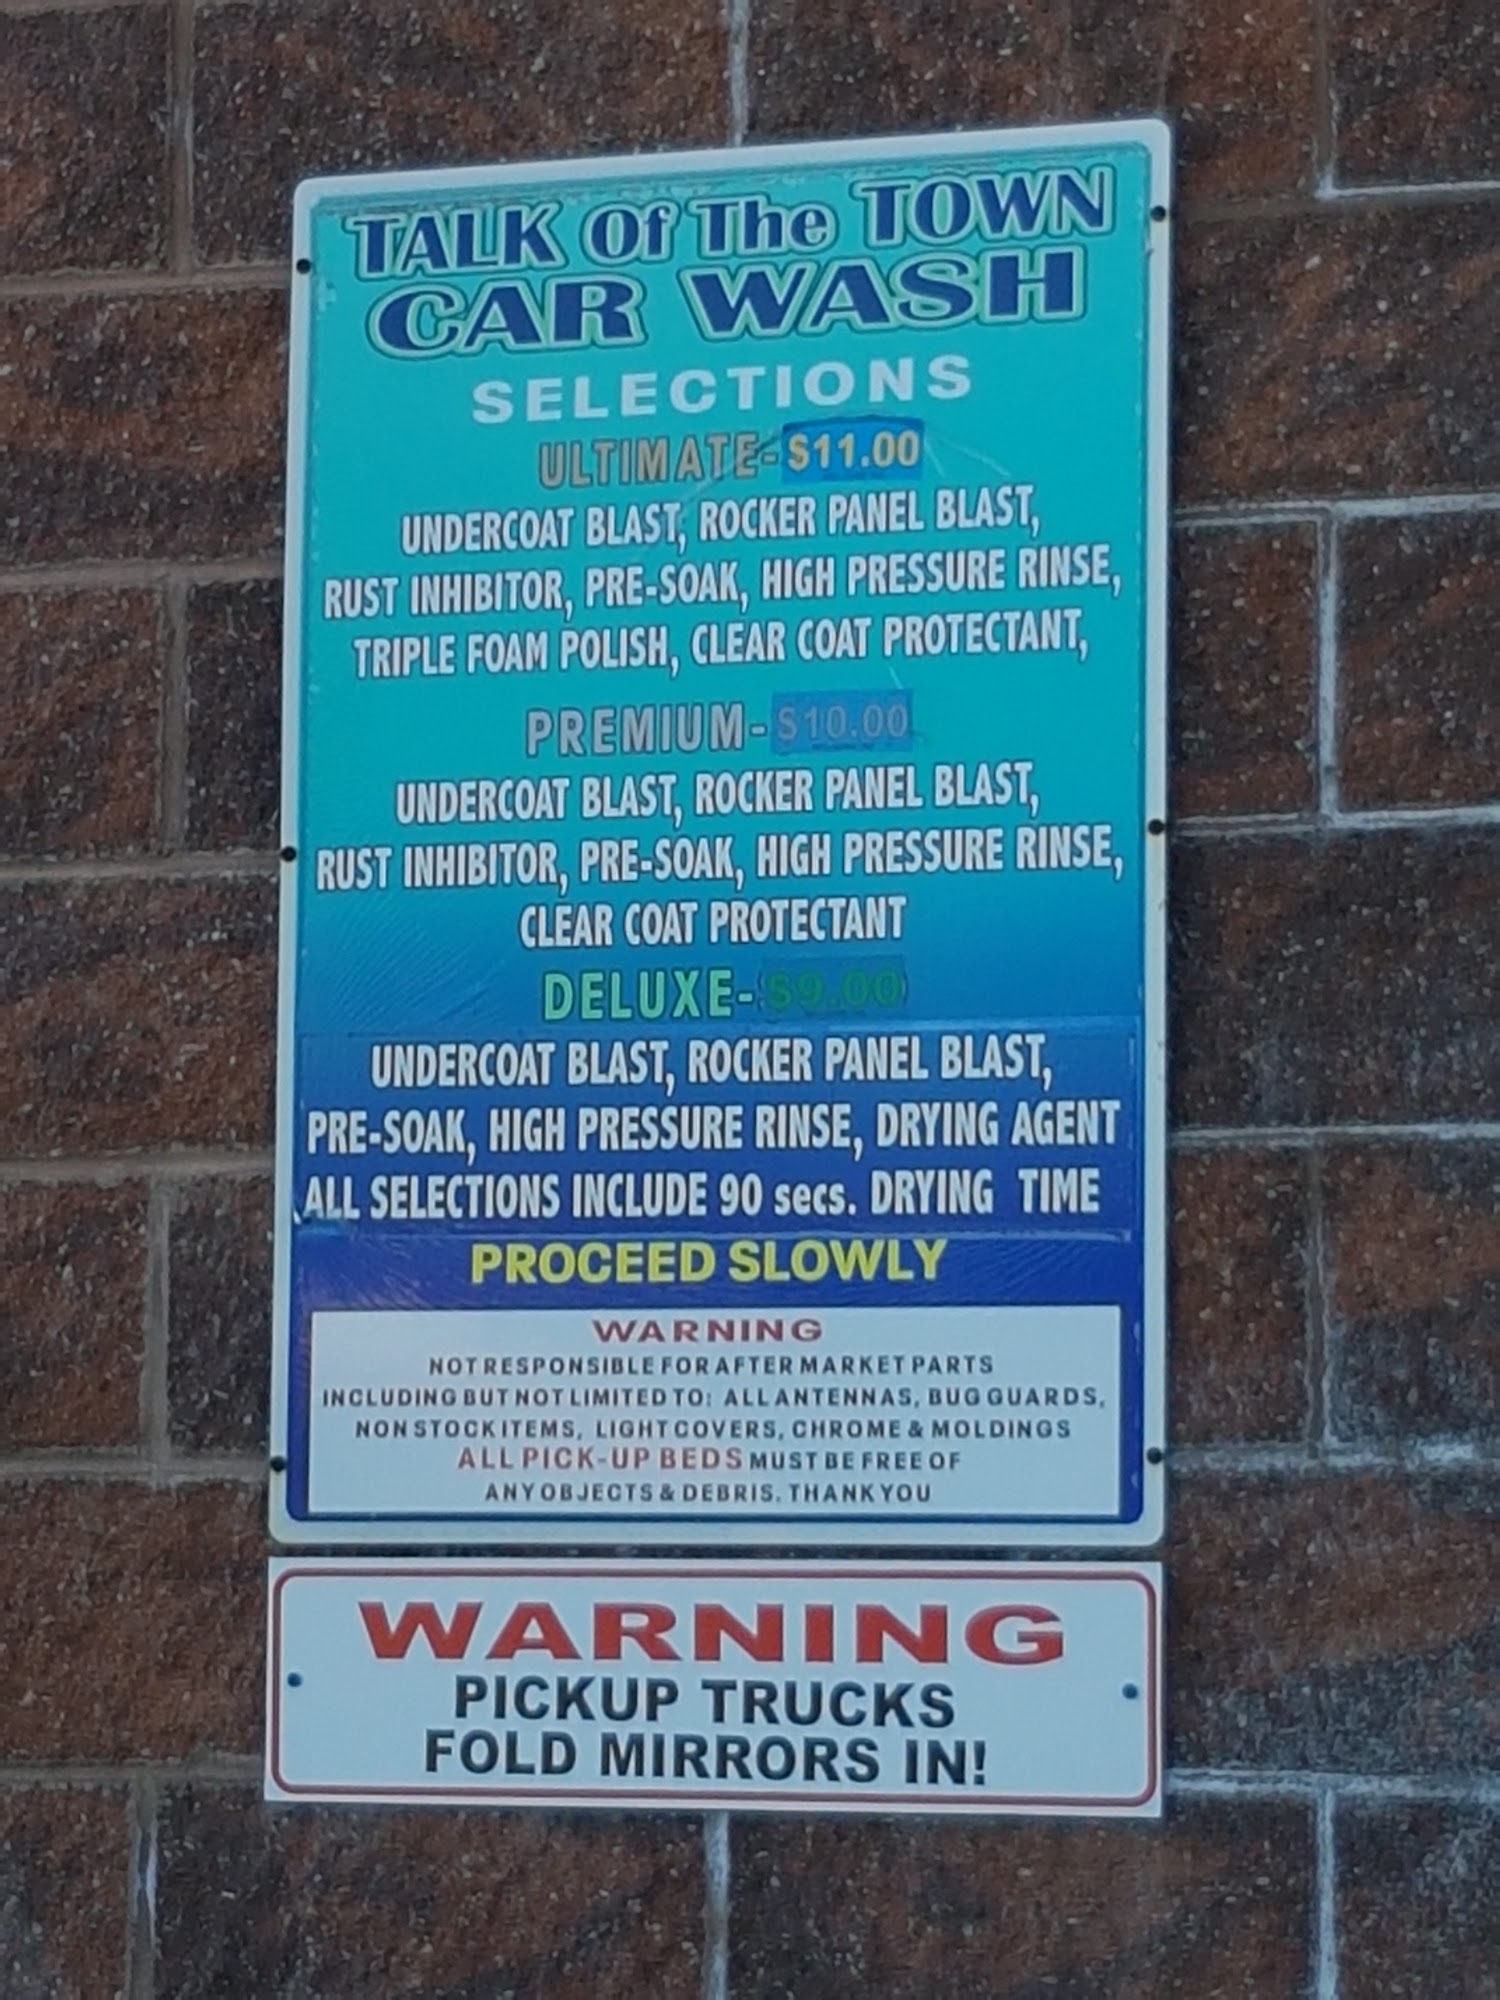 TALK Of The TOWN
CAR WASH
SELECTIONS
ULTIMATE- $11.00
UNDERCOAT BLAST, ROCKER PANEL BLAST,
RUST INHIBITOR, PRE-SOAK, HIGH PRESSURE RINSE,
TRIPLE FOAM POLISH, CLEAR COAT PROTECTANT,
PREMIUM- $10.00
UNDERCOAT BLAST, ROCKER PANEL BLAST,
RUST INHIBITOR, PRE-SOAK, HIGH PRESSURE RINSE,
CLEAR COAT PROTECTANT
DELUXE- $9.00
UNDERCOAT BLAST, ROCKER PANEL BLAST,
PRE-SOAK, HIGH PRESSURE RINSE, DRYING AGENT
ALL SELECTIONS INCLUDE 90 secs. DRYING TIME
PROCEED SLOWLY
WARNING
NOT RESPONSIBLE FOR AFTER MARKET PARTS
INCLUDING BUT NOT LIMITED TO: ALL ANTENNAS, BUG GUARDS,
NON STOCK ITEMS, LIGHT COVERS, CHROME & MOLDINGS
ALL PICK-UP BEDS MUST BE FREE OF
ANY OBJECTS & DEBRIS. THANK YOU
WARNING
PICKUP TRUCKS
FOLD MIRRORS IN!